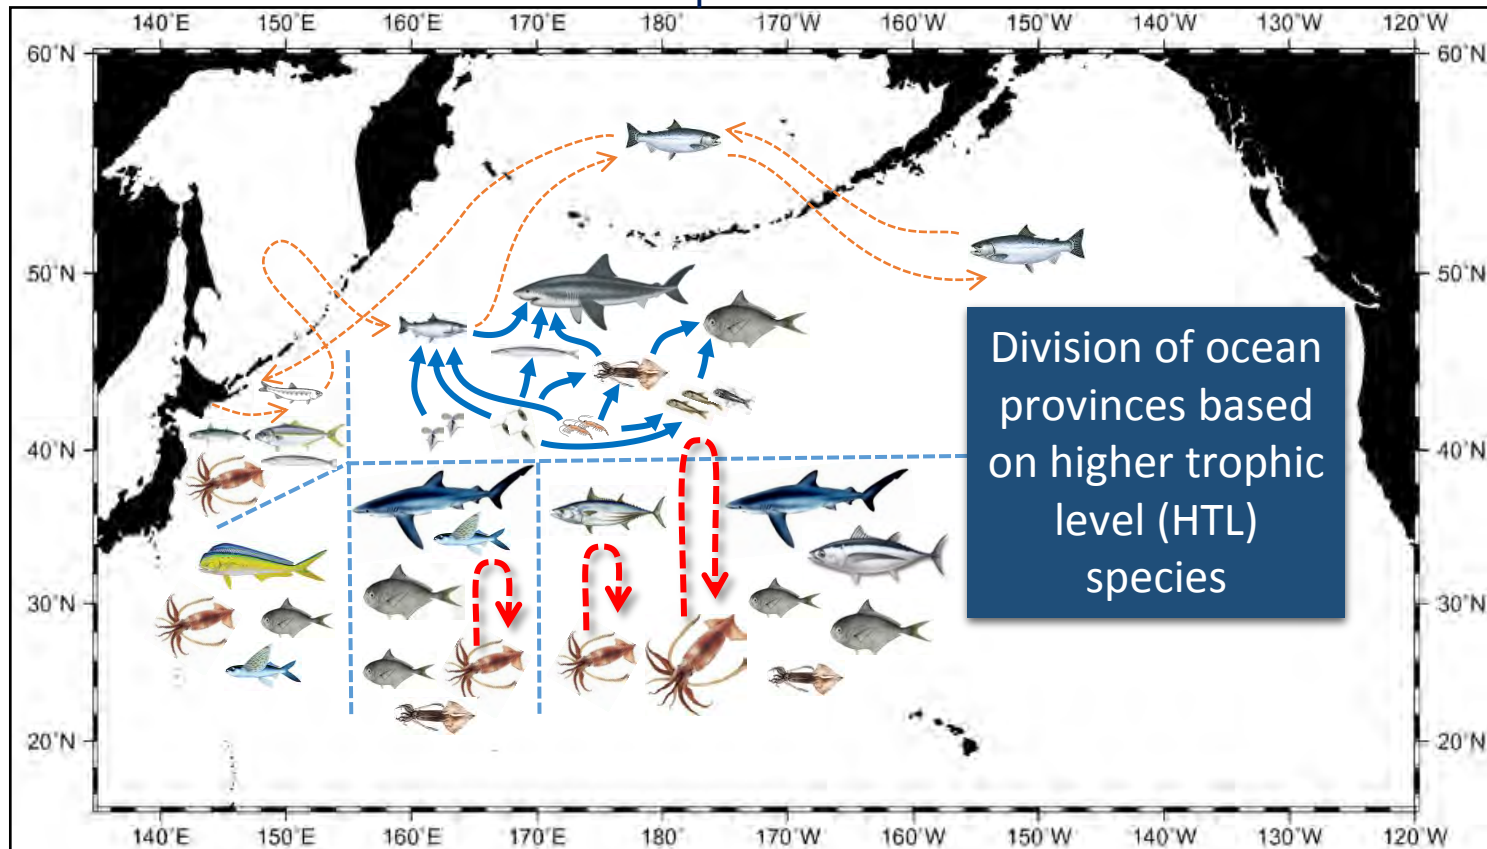 140°E 150°E 160°E 170°E 180° 170°W 160°W 150°W 140°W 130°W 120°W
60°N 60°N
50°N 50°N
40°N 40°N
30°N 30°N
20°N 20°N
Division of ocean
provinces based
on higher trophic
level (HTL)
species
140°E 150°E 160°E 170°E 180° 170°W 160°W 150°W 140°W 130°W 120°W